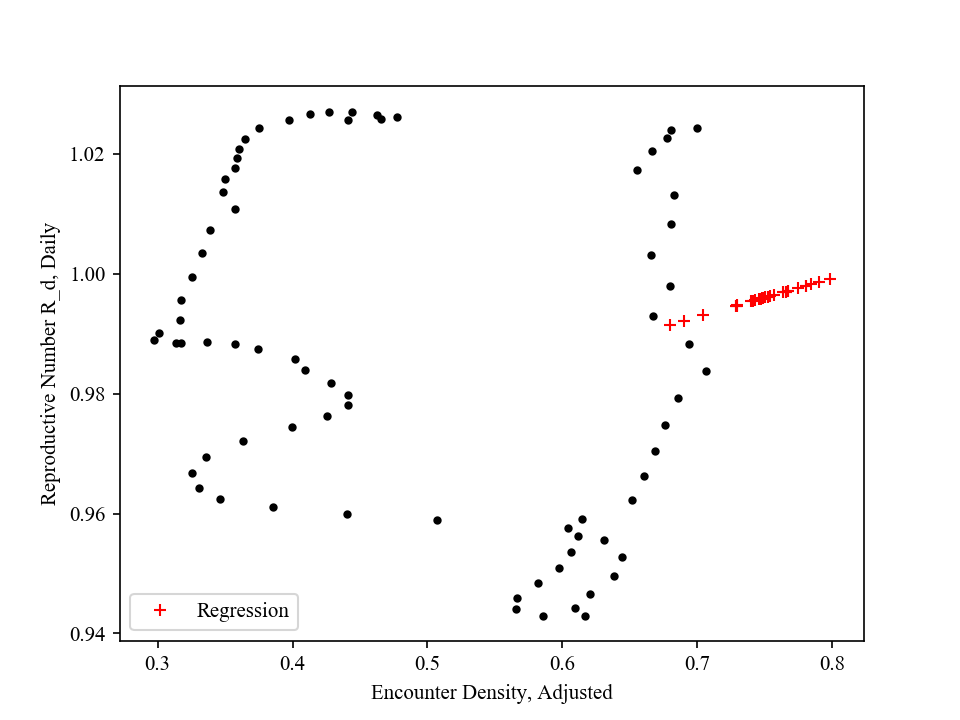 1.02
1.00
0.98
0.96
0.94
Reproductive Number R_d, Daily
Regression
0.3 0.4 0.5 0.6 0.7 0.8
Encounter Density, Adjusted